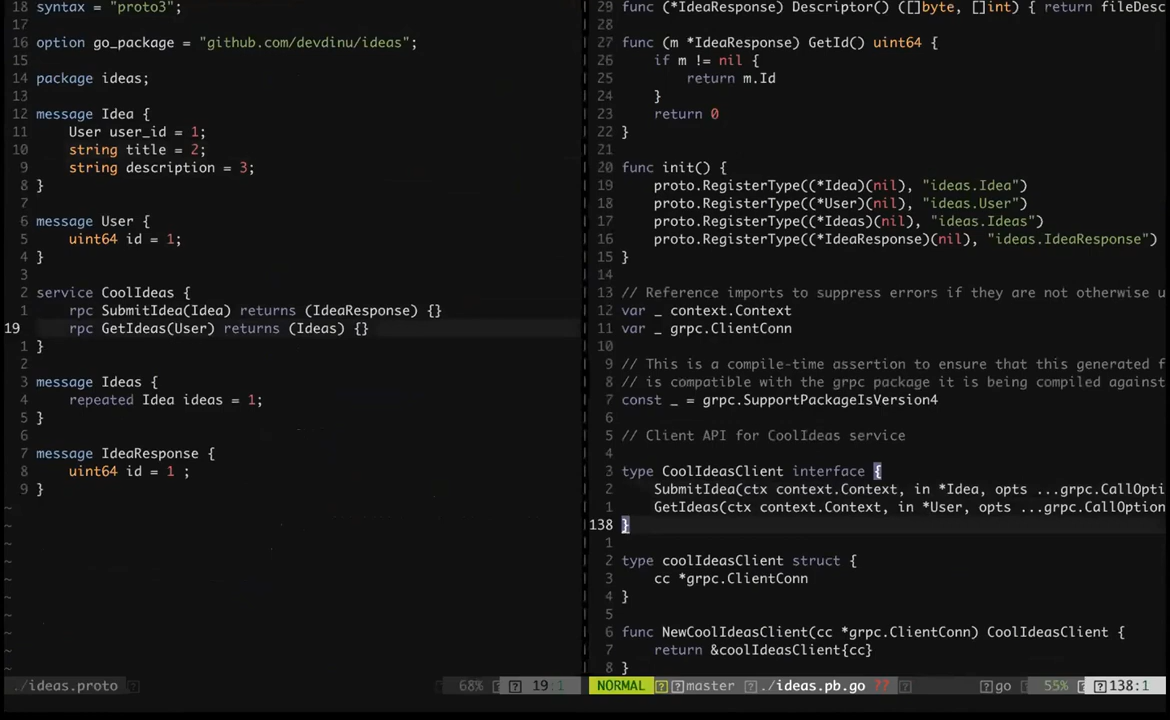 18 syntax = "proto3";
17
16 option go_package = "github.com/devdinu/ideas";
15
14 package ideas;
13
12 message Idea {
11     User user_id = 1;
10     string title = 2;
9     string description = 3;
8 }
7
6 message User {
5     uint64 id = 1;
4 }
3
2 service CoolIdeas {
1     rpc SubmitIdea(Idea) returns (IdeaResponse) {}
19     rpc GetIdeas(User) returns (Ideas) {}
1 }
2
3 message Ideas {
4     repeated Idea ideas = 1;
5 }
6
7 message IdeaResponse {
8     uint64 id = 1 ;
9 }
~
~
~
~
~
~
~
~
~
~
./ideas.proto 68% 19:1
29 func (*IdeaResponse) Descriptor() ([]byte, []int) { return fileDesc
28
27 func (m *IdeaResponse) GetId() uint64 {
26     if m != nil {
25         return m.Id
24     }
23     return 0
22 }
21
20 func init() {
19     proto.RegisterType((*Idea)(nil), "ideas.Idea")
18     proto.RegisterType((*User)(nil), "ideas.User")
17     proto.RegisterType((*Ideas)(nil), "ideas.Ideas")
16     proto.RegisterType((*IdeaResponse)(nil), "ideas.IdeaResponse")
15 }
14
13 // Reference imports to suppress errors if they are not otherwise u
12 var _ context.Context
11 var _ grpc.ClientConn
10
9 // This is a compile-time assertion to ensure that this generated f
8 // is compatible with the grpc package it is being compiled against
7 const _ = grpc.SupportPackageIsVersion4
6
5 // Client API for CoolIdeas service
4
3 type CoolIdeasClient interface {
2     SubmitIdea(ctx context.Context, in *Idea, opts ...grpc.CallOpti
1     GetIdeas(ctx context.Context, in *User, opts ...grpc.CallOption
138 }
1
2 type coolIdeasClient struct {
3     cc *grpc.ClientConn
4 }
5
6 func NewCoolIdeasClient(cc *grpc.ClientConn) CoolIdeasClient {
7     return &coolIdeasClient{cc}
8 }
NORMAL master ./ideas.pb.go ?? go 55% 138:1